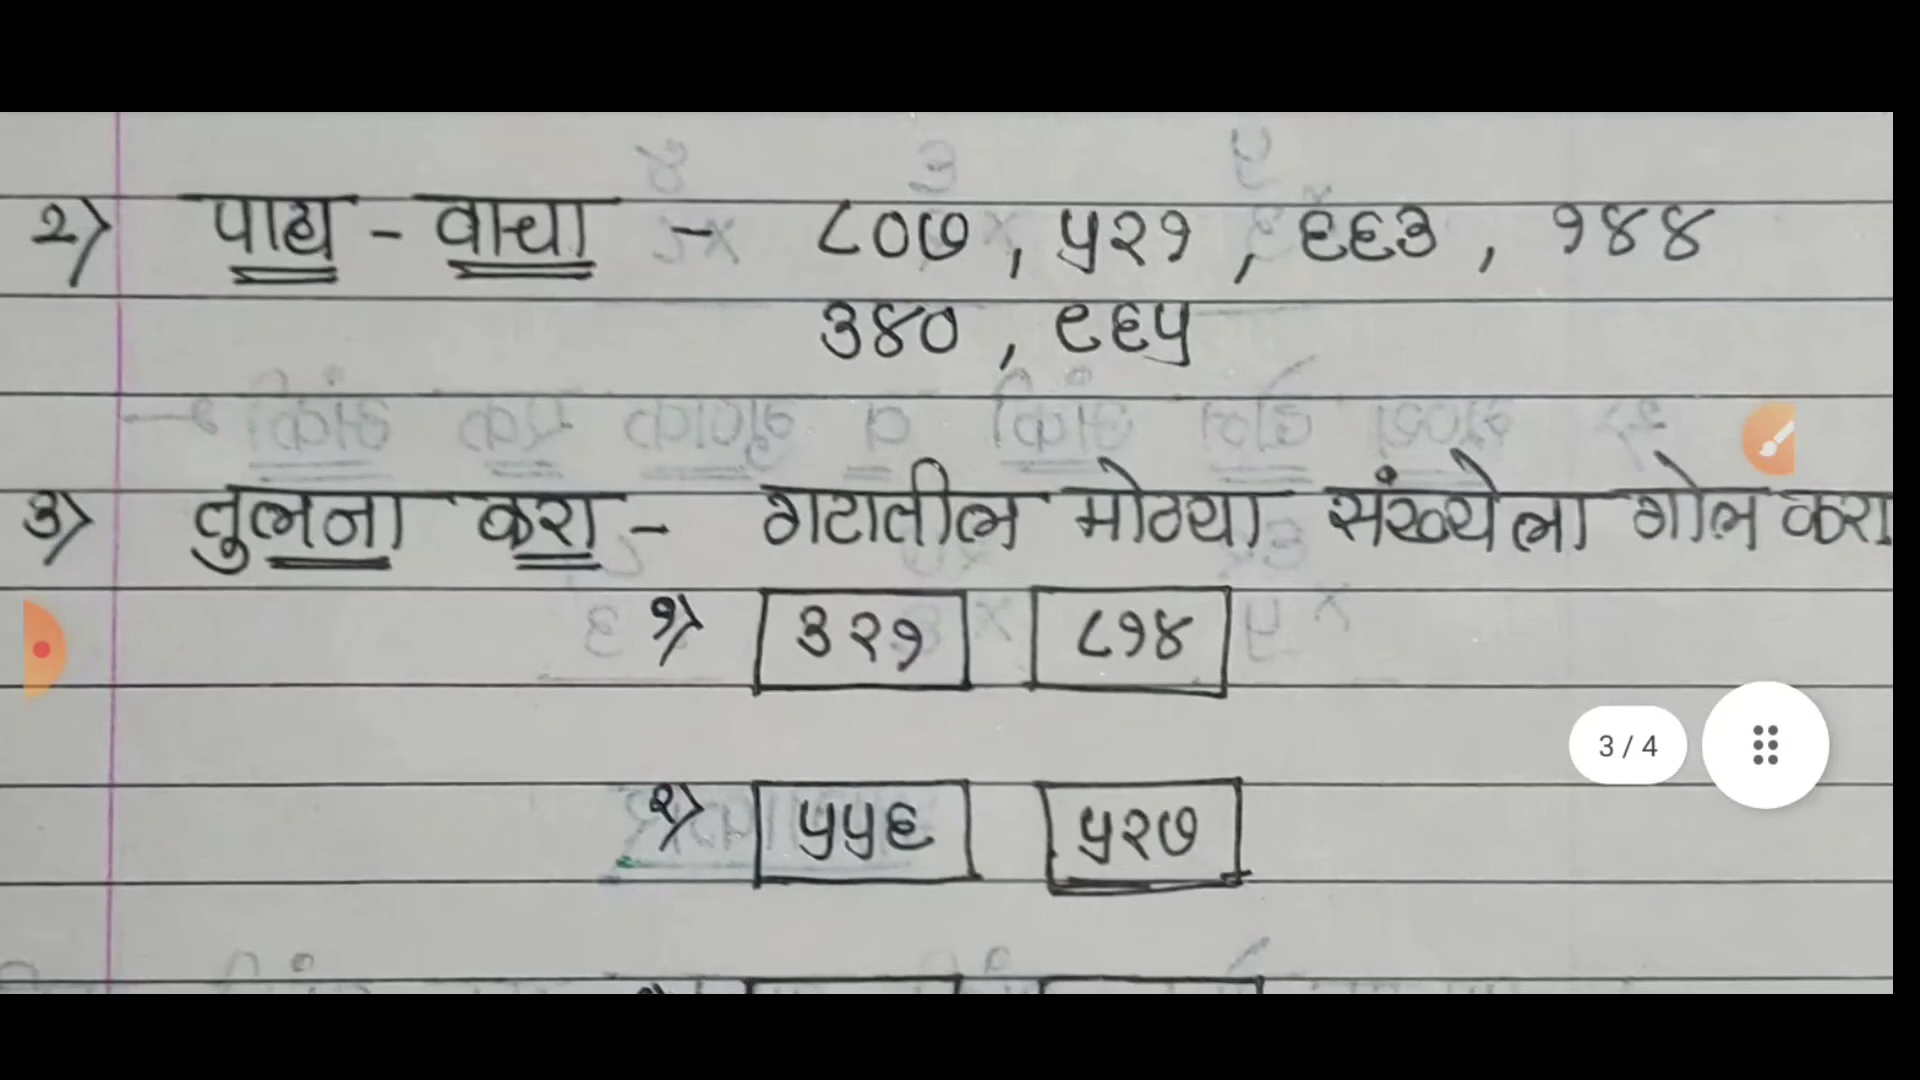 २) पाहा - वाचा - ८०७, ५२१, ६६३, १४४
३४०, ९६५
३) तुलना करा - गटातील मोठ्या संख्येला गोल करा
१) ३२१ ८१४
3 / 4
२) ५५६ ५२७